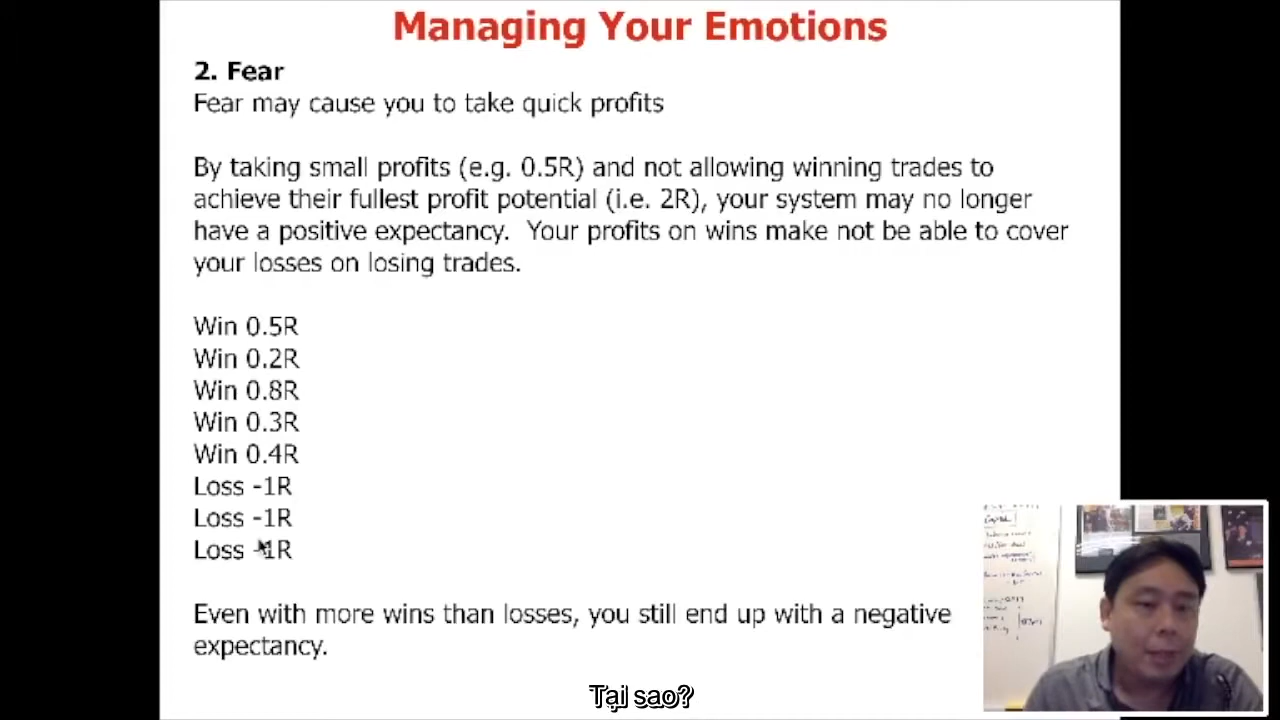 Managing Your Emotions
2. Fear
Fear may cause you to take quick profits
By taking small profits (e.g. 0.5R) and not allowing winning trades to
achieve their fullest profit potential (i.e. 2R), your system may no longer
have a positive expectancy.  Your profits on wins make not be able to cover
your losses on losing trades.
Win 0.5R
Win 0.2R
Win 0.8R
Win 0.3R
Win 0.4R
Loss -1R
Loss -1R
Loss -1R
Even with more wins than losses, you still end up with a negative
expectancy.
Tại sao?